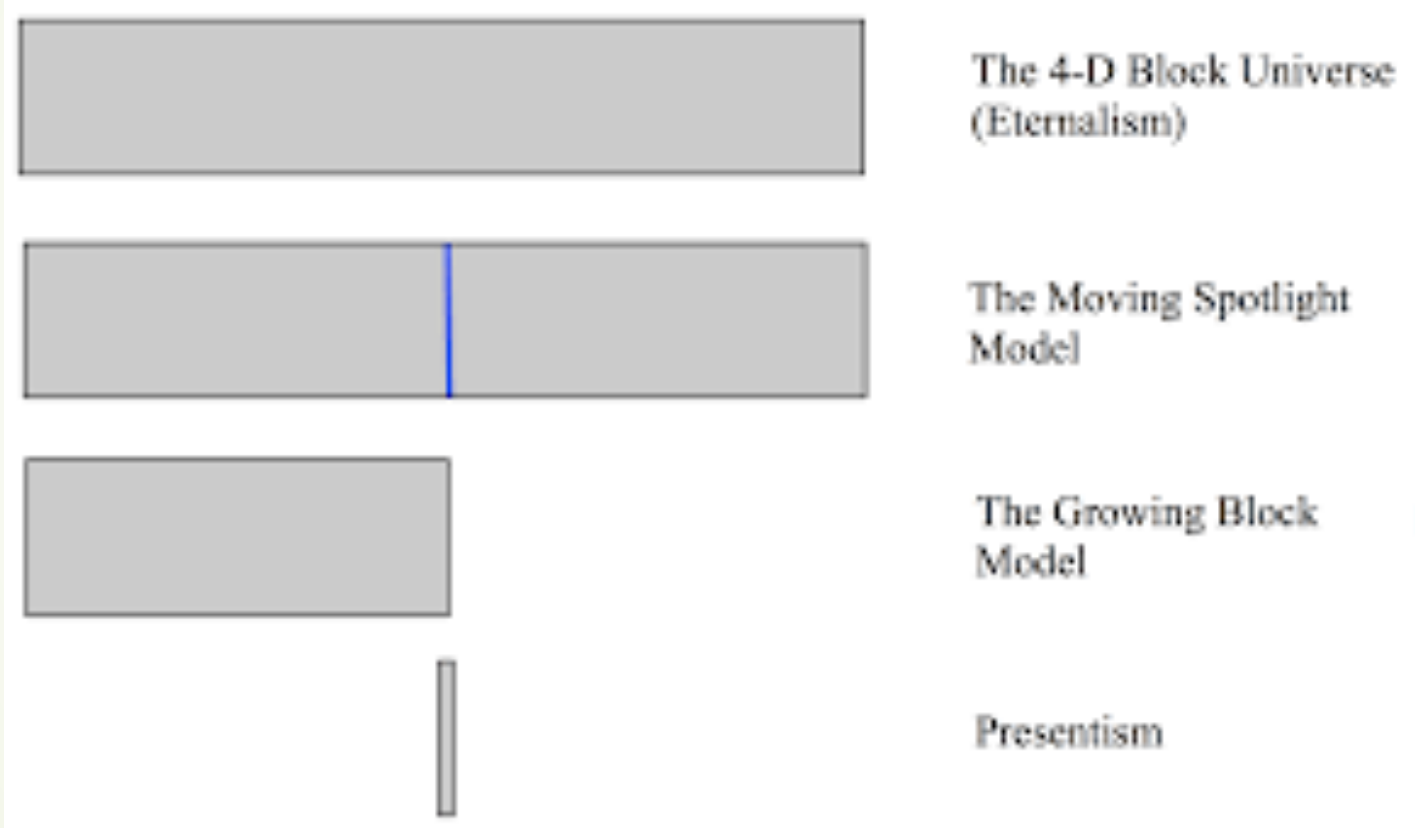 The 4-D Block Universe
(Eternalism)
The Moving Spotlight
Model
The Growing Block
Model
Presentism